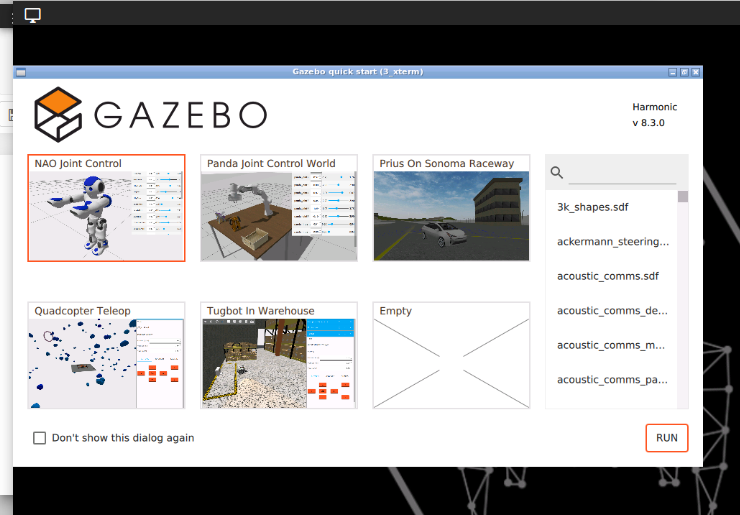 Gazebo quick start (3_xterm)
GAZEBO
Harmonic
v 8.3.0
NAO Joint Control
Panda Joint Control World
Prius On Sonoma Raceway
Quadcopter Teleop
Tugbot In Warehouse
Empty
3k_shapes.sdf
ackermann_steering...
acoustic_comms.sdf
acoustic_comms_de...
acoustic_comms_m...
acoustic_comms_pa...
Don't show this dialog again
RUN